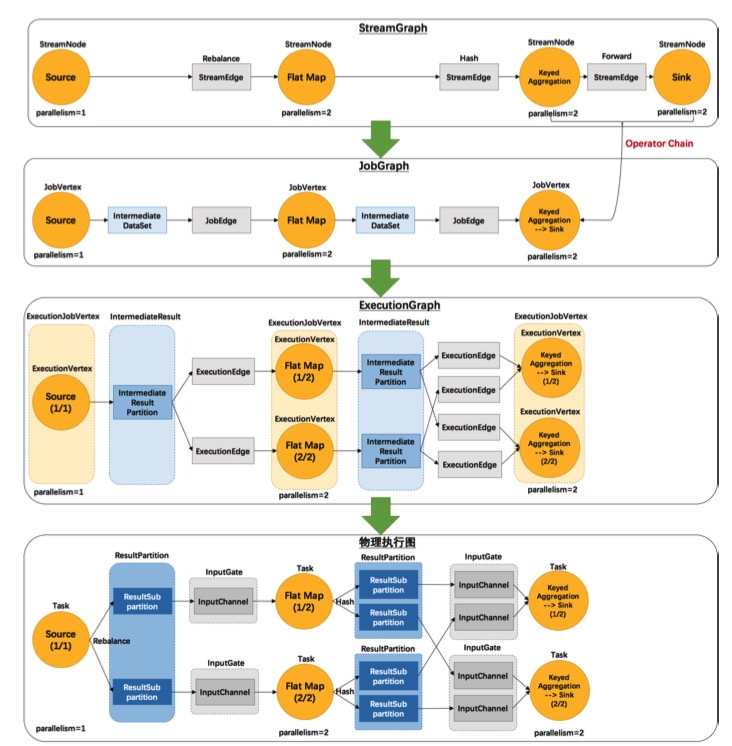 StreamGraph
StreamNode
StreamNode
StreamNode
StreamNode
Rebalance
Hash
Forward
Source
StreamEdge
Flat Map
StreamEdge
Keyed
Aggregation
StreamEdge
Sink
parallelism=1
parallelism=2
parallelism=2
parallelism=2
Operator Chain
JobGraph
JobVertex
JobVertex
JobVertex
Source
Intermediate
DataSet
JobEdge
Flat Map
Intermediate
DataSet
JobEdge
Keyed
Aggregation
--> Sink
parallelism=1
parallelism=2
parallelism=2
ExecutionGraph
ExecutionJobVertex
IntermediateResult
ExecutionJobVertex
IntermediateResult
ExecutionJobVertex
ExecutionVertex
Source
(1/1)
Intermediate
Result
Partition
ExecutionEdge
ExecutionEdge
ExecutionVertex
Flat Map
(1/2)
ExecutionVertex
Flat Map
(2/2)
Intermediate
Result
Partition
Intermediate
Result
Partition
ExecutionEdge
ExecutionEdge
ExecutionEdge
ExecutionEdge
ExecutionVertex
Keyed
Aggregation
--> Sink
(1/2)
ExecutionVertex
Keyed
Aggregation
--> Sink
(2/2)
parallelism=1
parallelism=2
parallelism=2
物理执行图
Task
Source
(1/1)
Rebalance
ResultPartition
ResultSub
partition
ResultSub
partition
InputGate
InputChannel
InputGate
InputChannel
Task
Flat Map
(1/2)
Hash
Task
Flat Map
(2/2)
Hash
ResultPartition
ResultSub
partition
ResultSub
partition
ResultPartition
ResultSub
partition
ResultSub
partition
InputGate
InputChannel
InputChannel
InputGate
InputChannel
InputChannel
Task
Keyed
Aggregation
--> Sink
(1/2)
Task
Keyed
Aggregation
--> Sink
(2/2)
parallelism=1
parallelism=2
parallelism=2